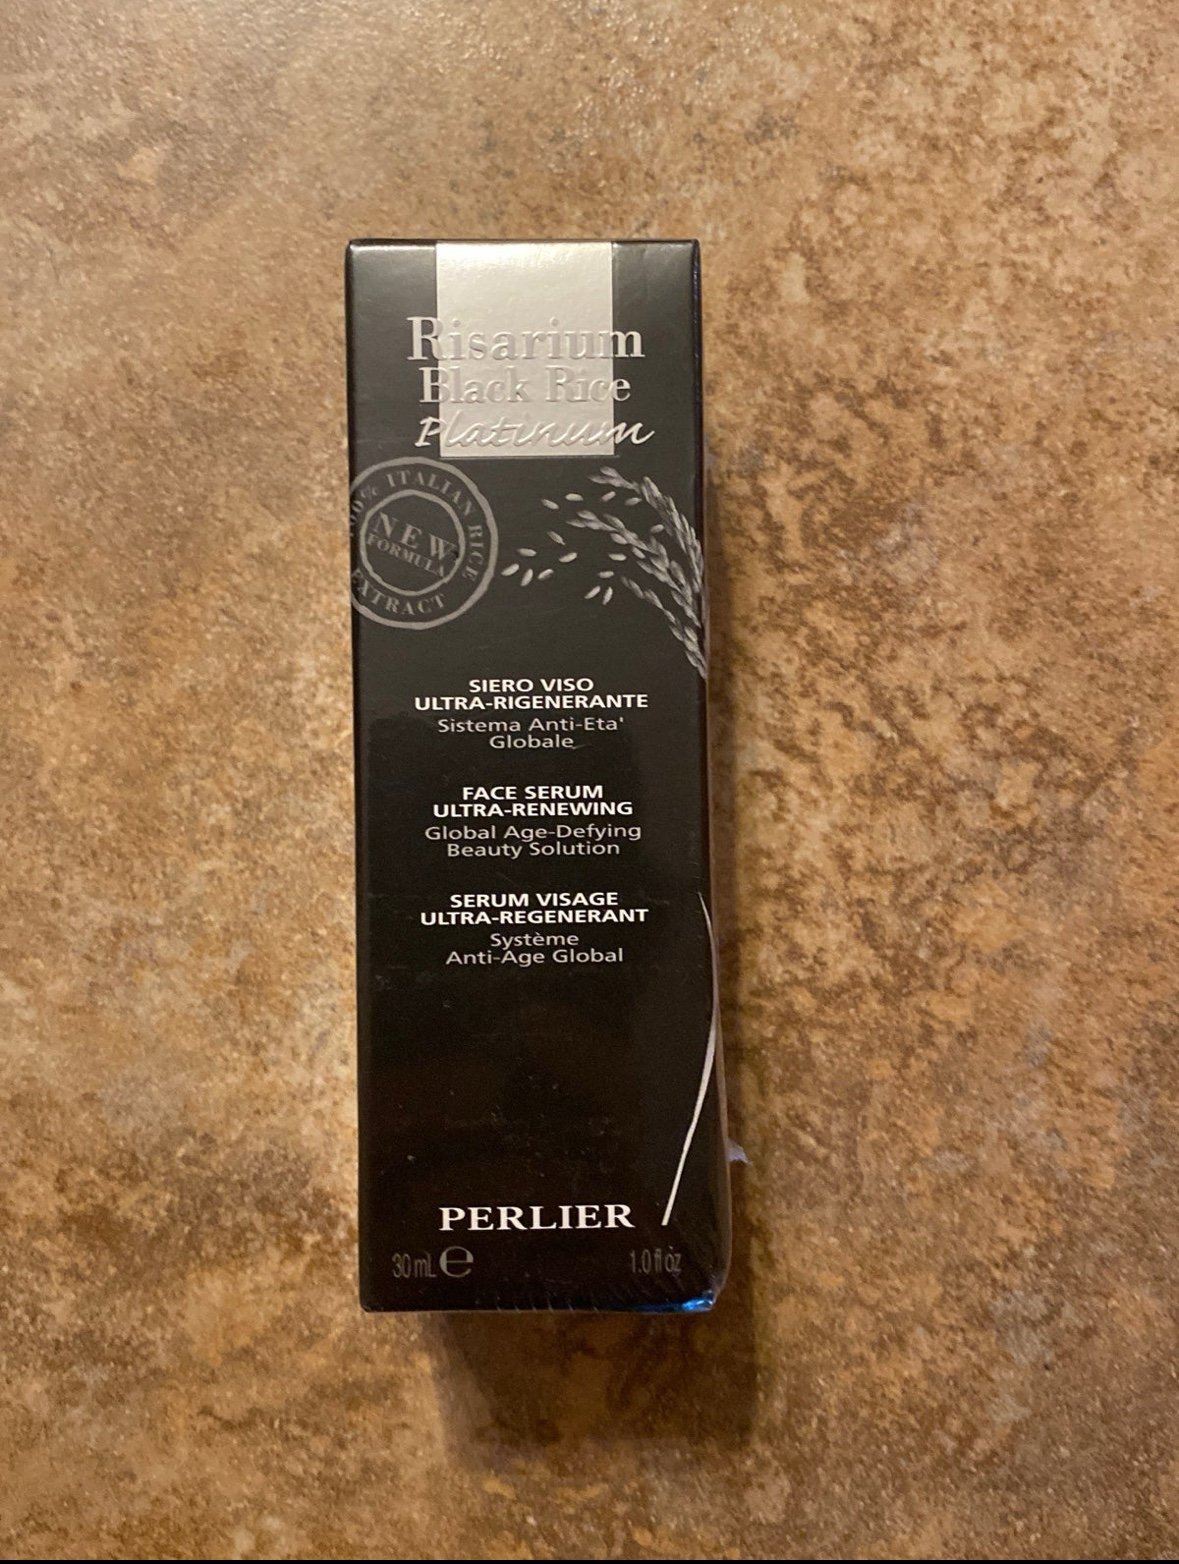 Risarium
Black Rice
Platinum
100% ITALIAN RICE EXTRACT
NEW
FORMULA
SIERO VISO
ULTRA-RIGENERANTE
Sistema Anti-Eta'
Globale
FACE SERUM
ULTRA-RENEWING
Global Age-Defying
Beauty Solution
SERUM VISAGE
ULTRA-REGENERANT
Système
Anti-Age Global
PERLIER
30 mL e 1.0 fl oz